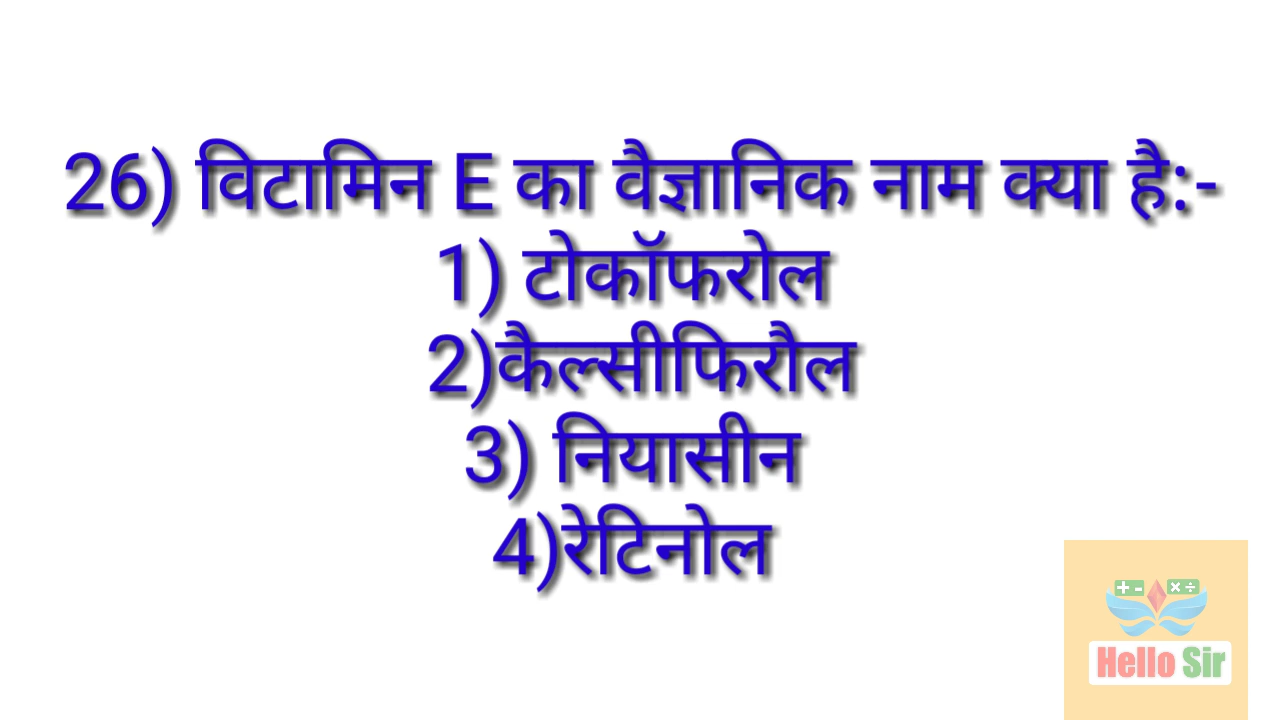 26) विटामिन E का वैज्ञानिक नाम क्या है:-
1) टोकॉफरोल
2)कैल्सीफिरौल
3) नियासीन
4)रेटिनोल
+ - × ÷
Hello Sir